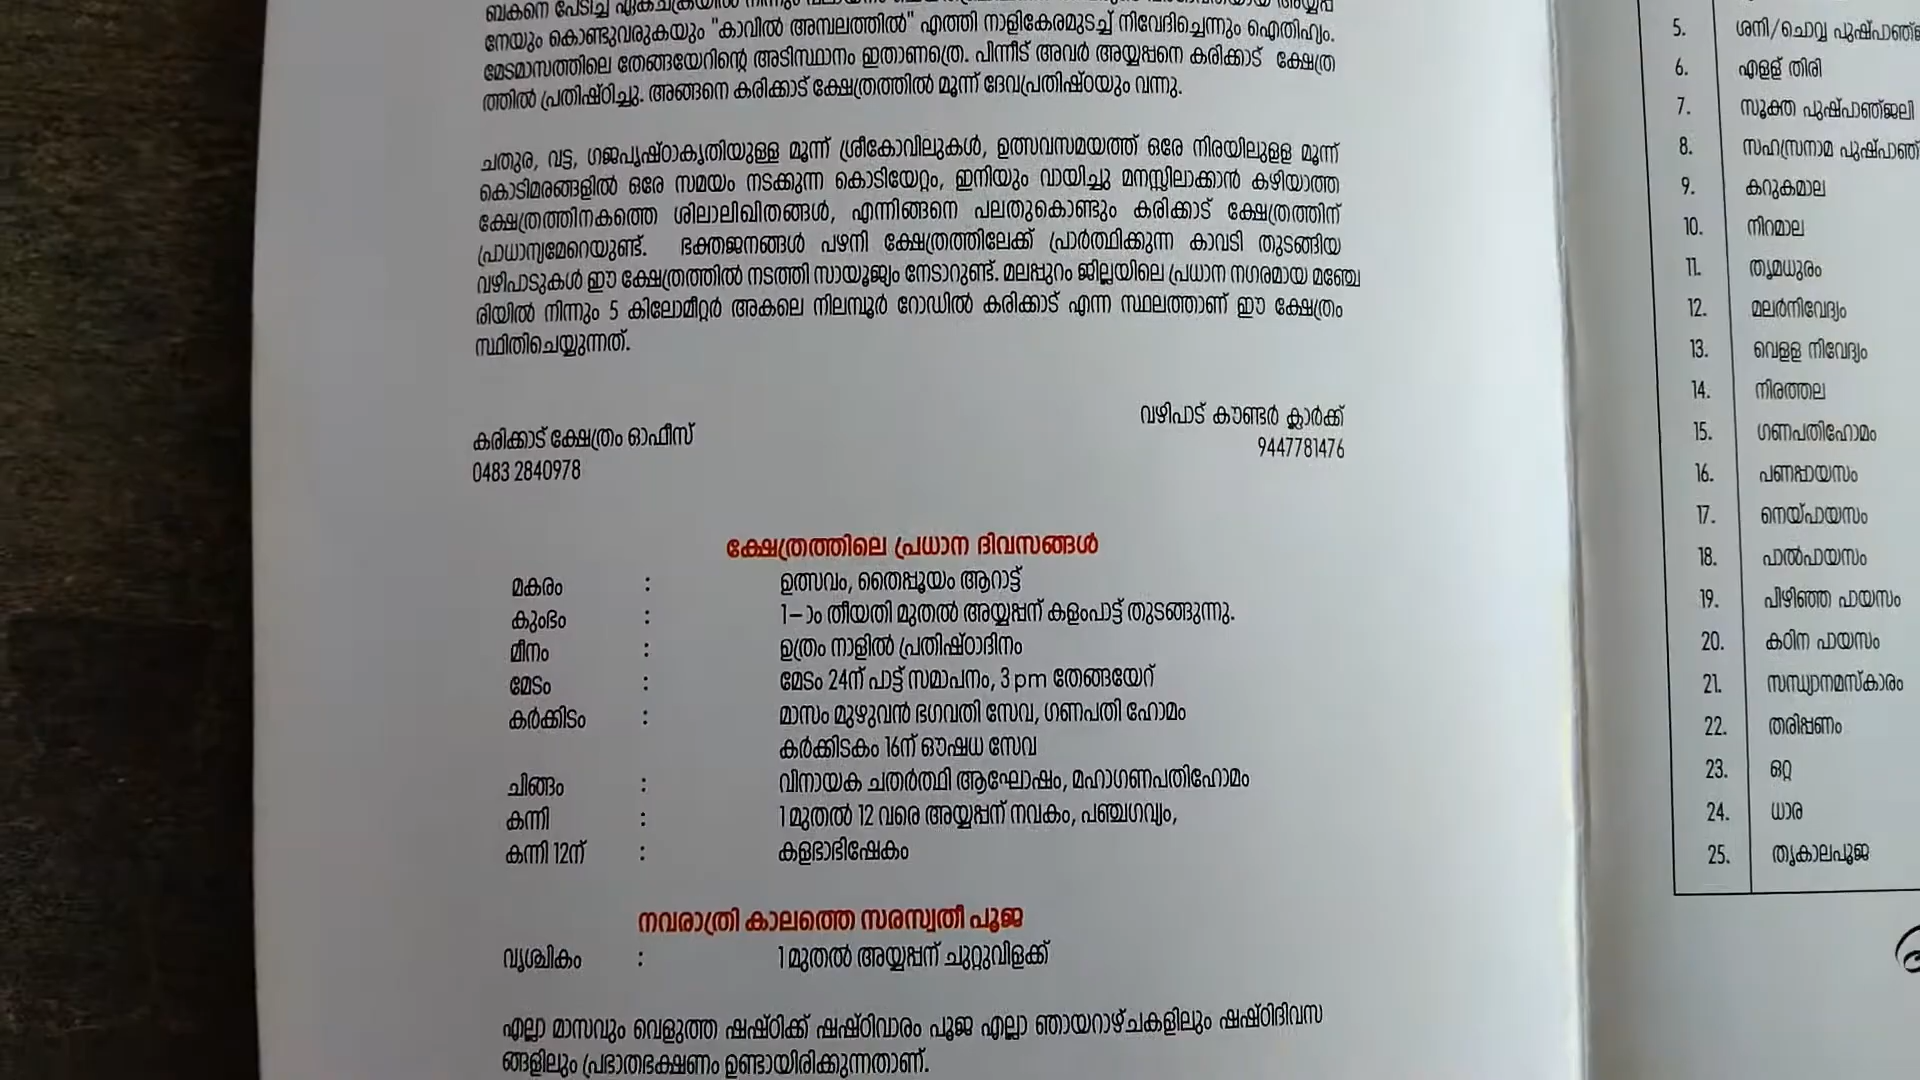 നേയും കൊണ്ടുവരുകയും "കാവിൽ അമ്പലത്തിൽ" എത്തി നാളികേരമുടച്ച് നിവേദിച്ചെന്നും ഐതിഹ്യം.
മേടമാസത്തിലെ തേങ്ങയേറിന്റെ അടിസ്ഥാനം ഇതാണത്രെ. പിന്നീട് അവർ അയ്യപ്പനെ കരിക്കാട് ക്ഷേത്ര
ത്തിൽ പ്രതിഷ്ഠിച്ചു. അങ്ങനെ കരിക്കാട് ക്ഷേത്രത്തിൽ മൂന്ന് ദേവപ്രതിഷ്ഠയും വന്നു.
ചതുര, വട്ട, ഗജപൃഷ്ഠാകൃതിയുള്ള മൂന്ന് ശ്രീകോവിലുകൾ, ഉത്സവസമയത്ത് ഒരേ നിരയിലുളള മൂന്ന്
കൊടിമരങ്ങളിൽ ഒരേ സമയം നടക്കുന്ന കൊടിയേറ്റം, ഇനിയും വായിച്ചു മനസ്സിലാക്കാൻ കഴിയാത്ത
ക്ഷേത്രത്തിനകത്തെ ശിലാലിഖിതങ്ങൾ, എന്നിങ്ങനെ പലതുകൊണ്ടും കരിക്കാട് ക്ഷേത്രത്തിന്
പ്രാധാന്യമേറെയുണ്ട്. ഭക്തജനങ്ങൾ പഴനി ക്ഷേത്രത്തിലേക്ക് പ്രാർത്ഥിക്കുന്ന കാവടി തുടങ്ങിയ
വഴിപാടുകൾ ഈ ക്ഷേത്രത്തിൽ നടത്തി സായൂജ്യം നേടാറുണ്ട്. മലപ്പുറം ജില്ലയിലെ പ്രധാന നഗരമായ മഞ്ചേ
രിയിൽ നിന്നും 5 കിലോമീറ്റർ അകലെ നിലമ്പൂർ റോഡിൽ കരിക്കാട് എന്ന സ്ഥലത്താണ് ഈ ക്ഷേത്രം
സ്ഥിതിചെയ്യുന്നത്.
കരിക്കാട് ക്ഷേത്രം ഓഫീസ്
0483 2840978
വഴിപാട് കൗണ്ടർ ക്ലാർക്ക്
9447781476
ക്ഷേത്രത്തിലെ പ്രധാന ദിവസങ്ങൾ
മകരം : ഉത്സവം, തൈപ്പൂയം ആറാട്ട്
കുംഭം : 1-ാം തീയതി മുതൽ അയ്യപ്പന് കളംപാട്ട് തുടങ്ങുന്നു.
മീനം : ഉത്രം നാളിൽ പ്രതിഷ്ഠാദിനം
മേടം : മേടം 24ന് പാട്ട് സമാപനം, 3 pm തേങ്ങയേറ്
കർക്കിടം : മാസം മുഴുവൻ ഭഗവതി സേവ, ഗണപതി ഹോമം
കർക്കിടകം 16ന് ഔഷധ സേവ
ചിങ്ങം : വിനായക ചതർത്ഥി ആഘോഷം, മഹാഗണപതിഹോമം
കന്നി : 1 മുതൽ 12 വരെ അയ്യപ്പന് നവകം, പഞ്ചഗവ്യം,
കന്നി 12ന് : കളഭാഭിഷേകം
നവരാത്രി കാലത്തെ സരസ്വതീ പൂജ
വൃശ്ചികം : 1 മുതൽ അയ്യപ്പന് ചുറ്റുവിളക്ക്
എല്ലാ മാസവും വെളുത്ത ഷഷ്ഠിക്ക് ഷഷ്ഠിവാരം പൂജ എല്ലാ ഞായറാഴ്ചകളിലും ഷഷ്ഠിദിവസ
ങ്ങളിലും പ്രഭാതഭക്ഷണം ഉണ്ടായിരിക്കുന്നതാണ്.
5. ശനി/ചൊവ്വ
6. എളള് തിരി
7. സൂക്ത പുഷ്പാഞ്ജലി
8. സഹസ്രനാമ
9. കറുകമാല
10. നിറമാല
11. തൃമധുരം
12. മലർനിവേദ്യം
13. വെളള നിവേദ്യം
14. നിരത്തല
15. ഗണപതിഹോമം
16. പണപ്പായസം
17. നെയ്പായസം
18. പാൽപായസം
19. പിഴിഞ്ഞ പായസം
20. കഠിന പായസം
21. സന്ധ്യാനമസ്കാരം
22. തരിപ്പണം
23. ഒറ്റ
24. ധാര
25. തൃകാലപൂജ